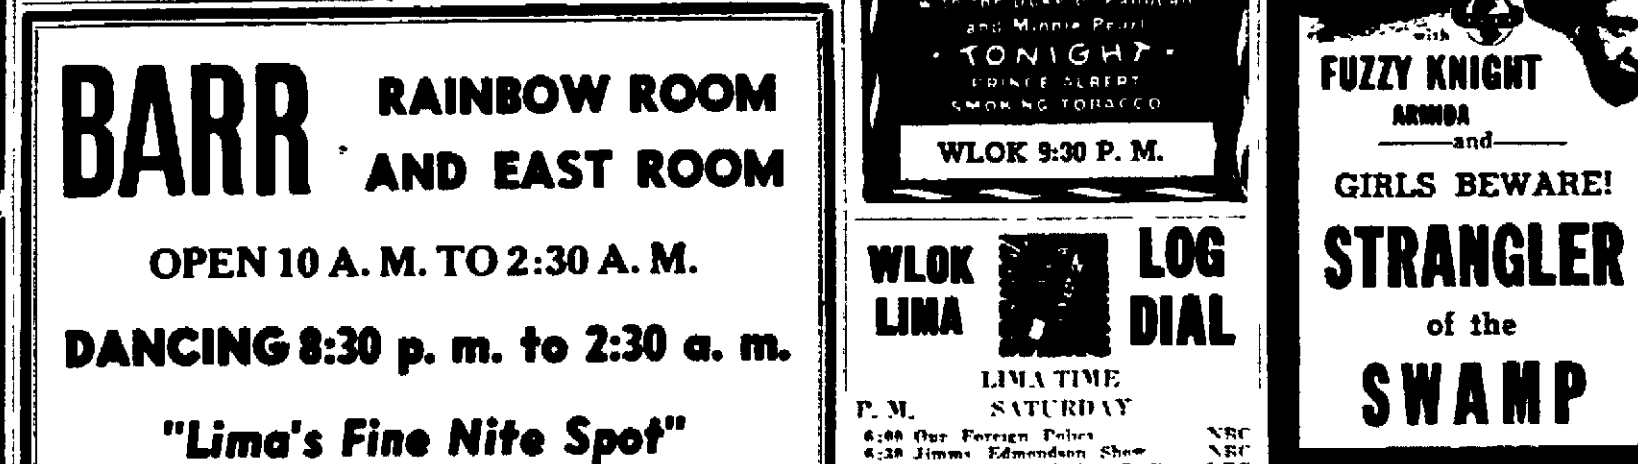 BARR
RAINBOW ROOM
AND EAST ROOM
OPEN 10 A. M. TO 2:30 A. M.
DANCING 8:30 p. m. to 2:30 a. m.
"Lima's Fine Nite Spot"
and Minnie Pearl
• TONIGHT •
PRINCE ALBERT
SMOKING TOBACCO
WLOK 9:30 P. M.
WLOK LOG
LIMA DIAL
LIMA TIME
P. M. SATURDAY
6:00 Our Foreign Policy NBC
6:30 Jimmy Edmondson Show NBC
with
FUZZY KNIGHT
ARMIDA
and
GIRLS BEWARE!
STRANGLER
of the
SWAMP